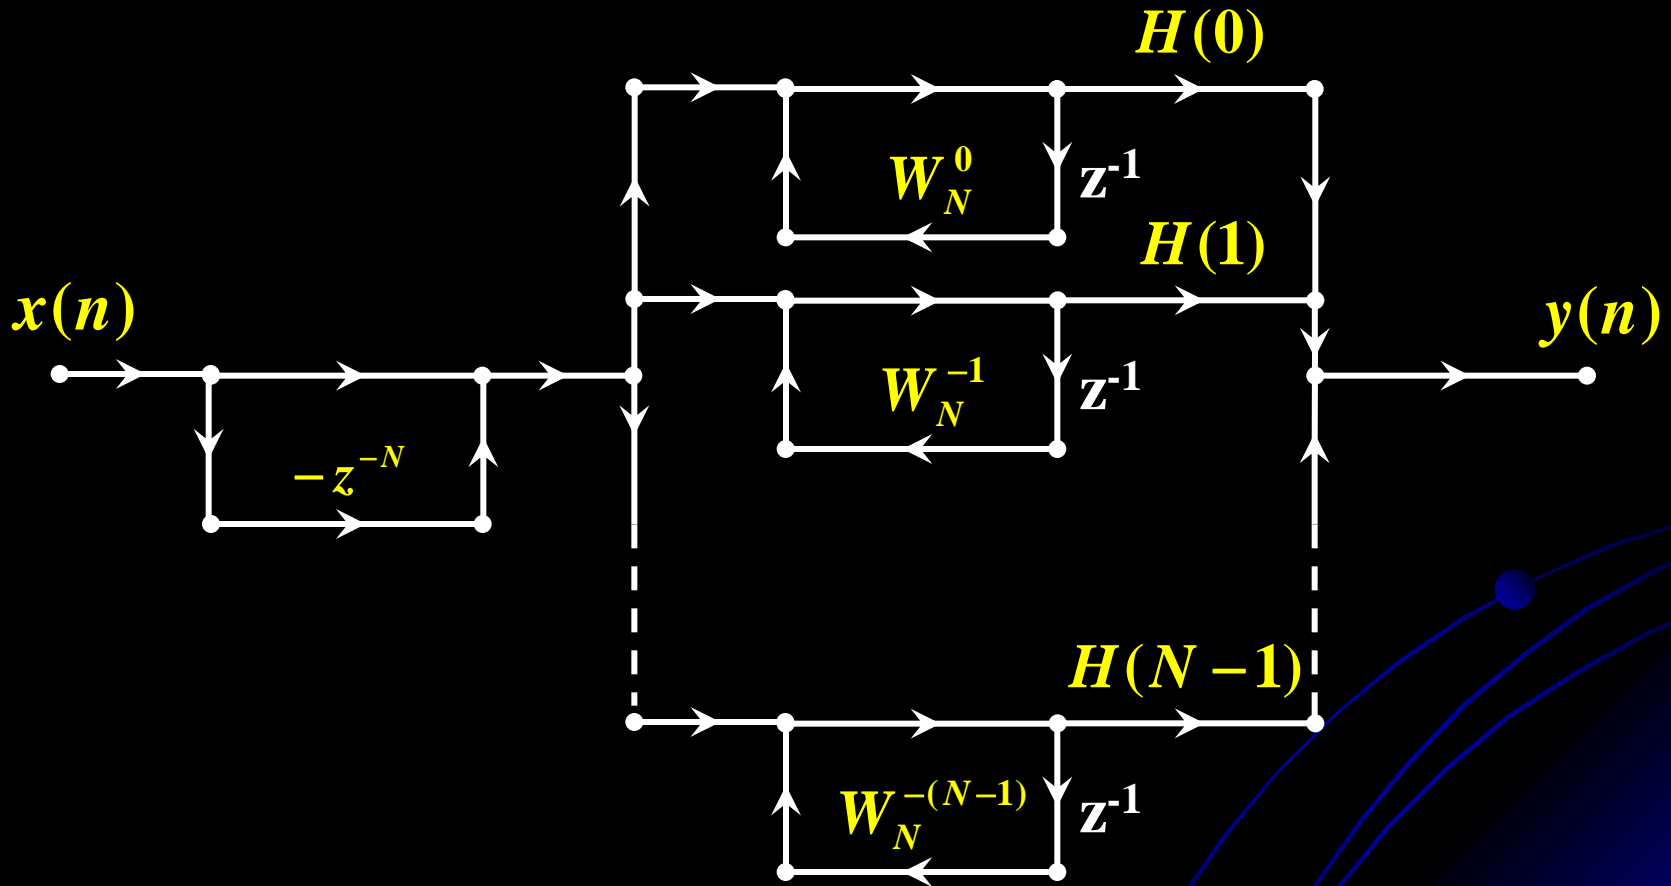 H(0)
W_N^0
z^-1
H(1)
x(n)
y(n)
W_N^-1
z^-1
-z^-N
H(N-1)
W_N^-(N-1)
z^-1